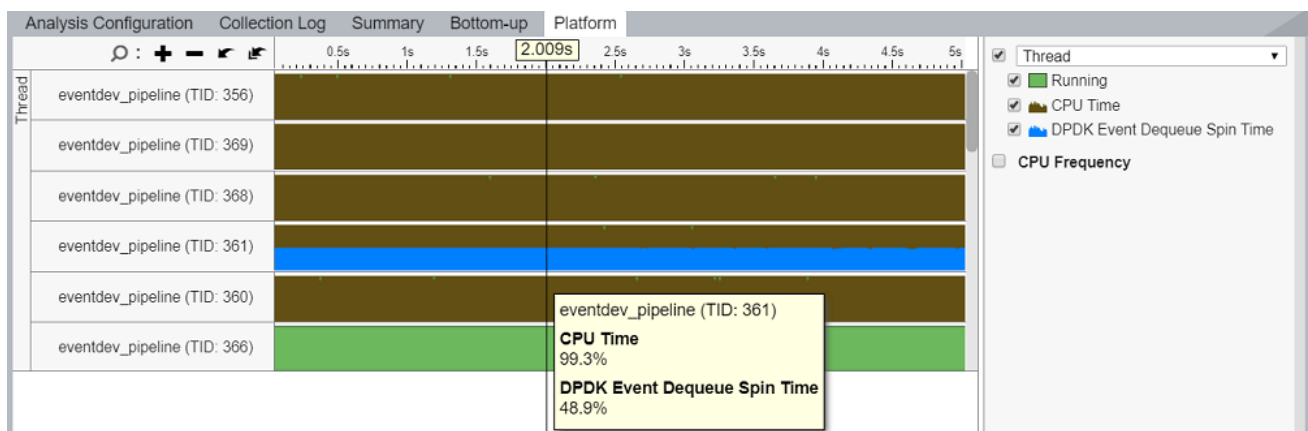 Analysis Configuration Collection Log Summary Bottom-up Platform
0.5s 1s 1.5s 2.009s 2.5s 3s 3.5s 4s 4.5s 5s
Thread
eventdev_pipeline (TID: 356)
eventdev_pipeline (TID: 369)
eventdev_pipeline (TID: 368)
eventdev_pipeline (TID: 361)
eventdev_pipeline (TID: 360)
eventdev_pipeline (TID: 366)
eventdev_pipeline (TID: 361)
CPU Time
99.3%
DPDK Event Dequeue Spin Time
48.9%
Thread
Running
CPU Time
DPDK Event Dequeue Spin Time
CPU Frequency